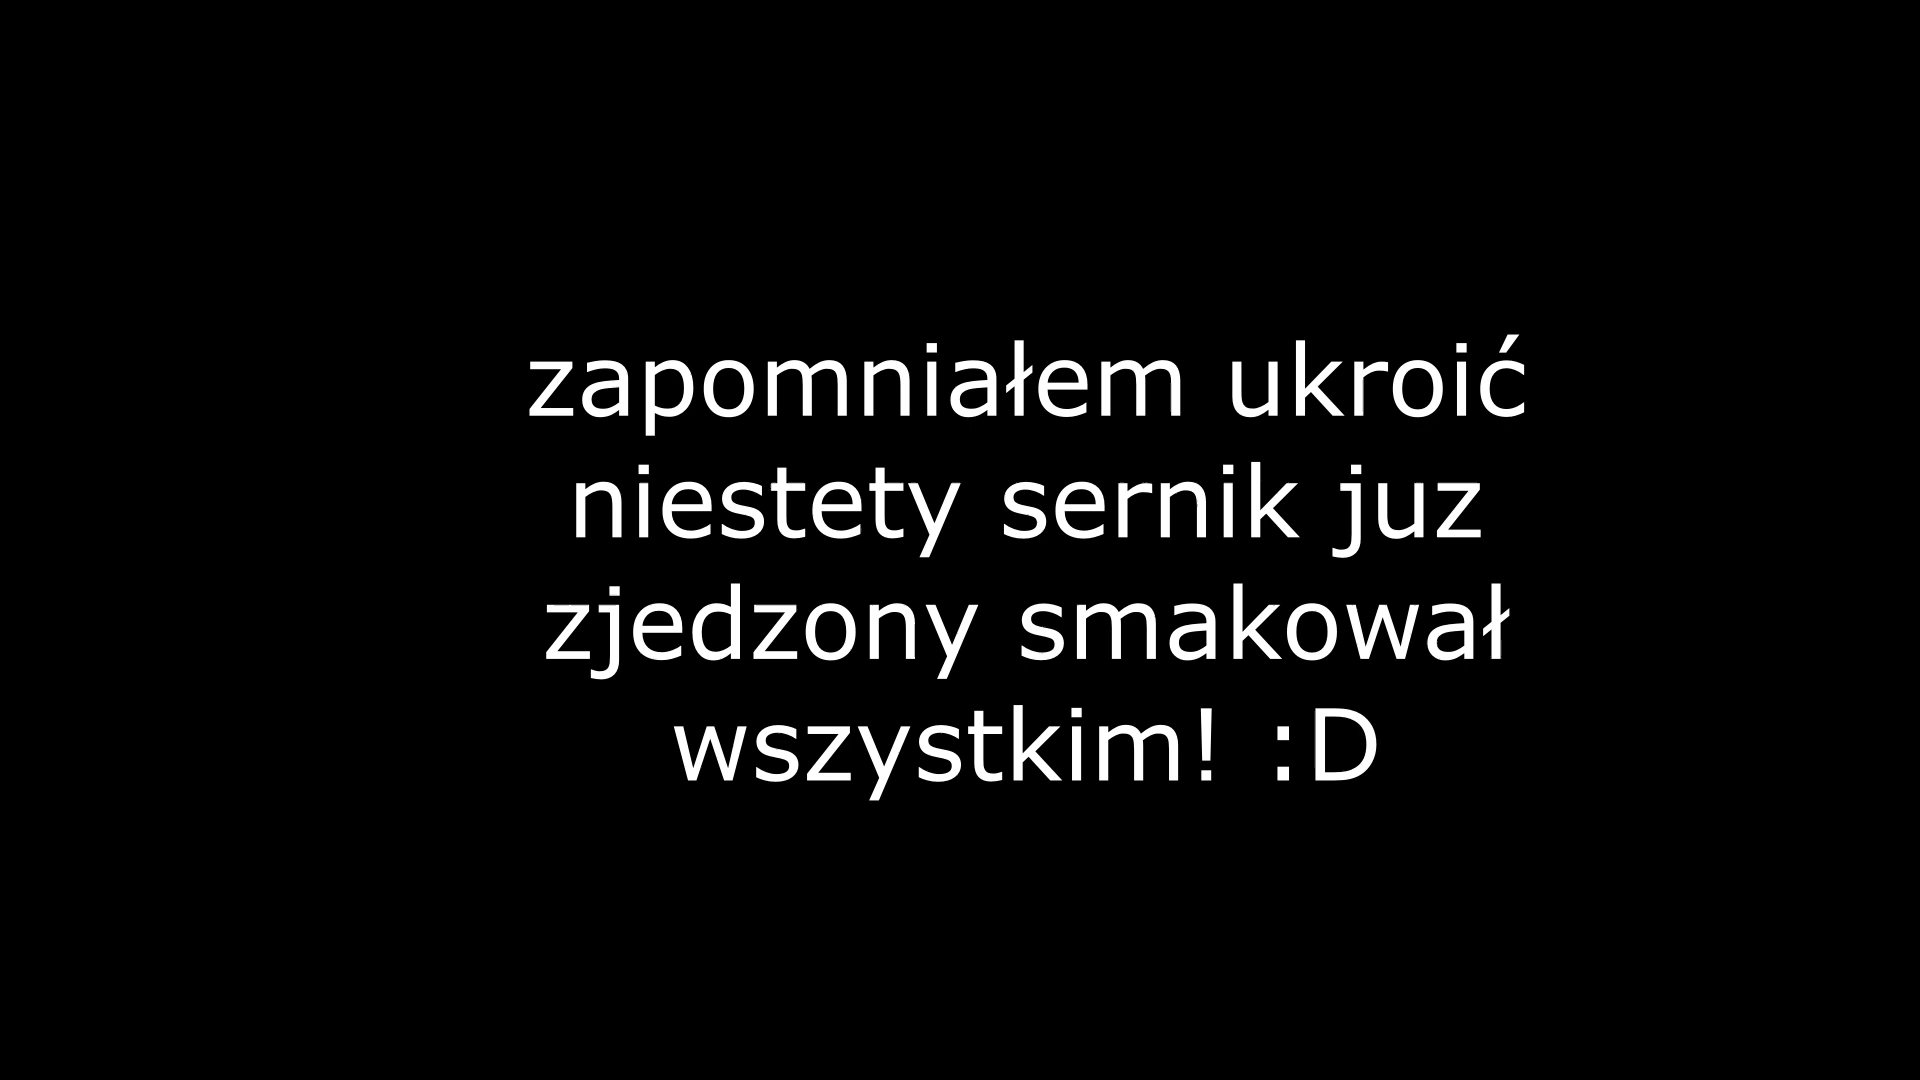 zapomniałem ukroić
niestety sernik juz
zjedzony smakował
wszystkim! :D